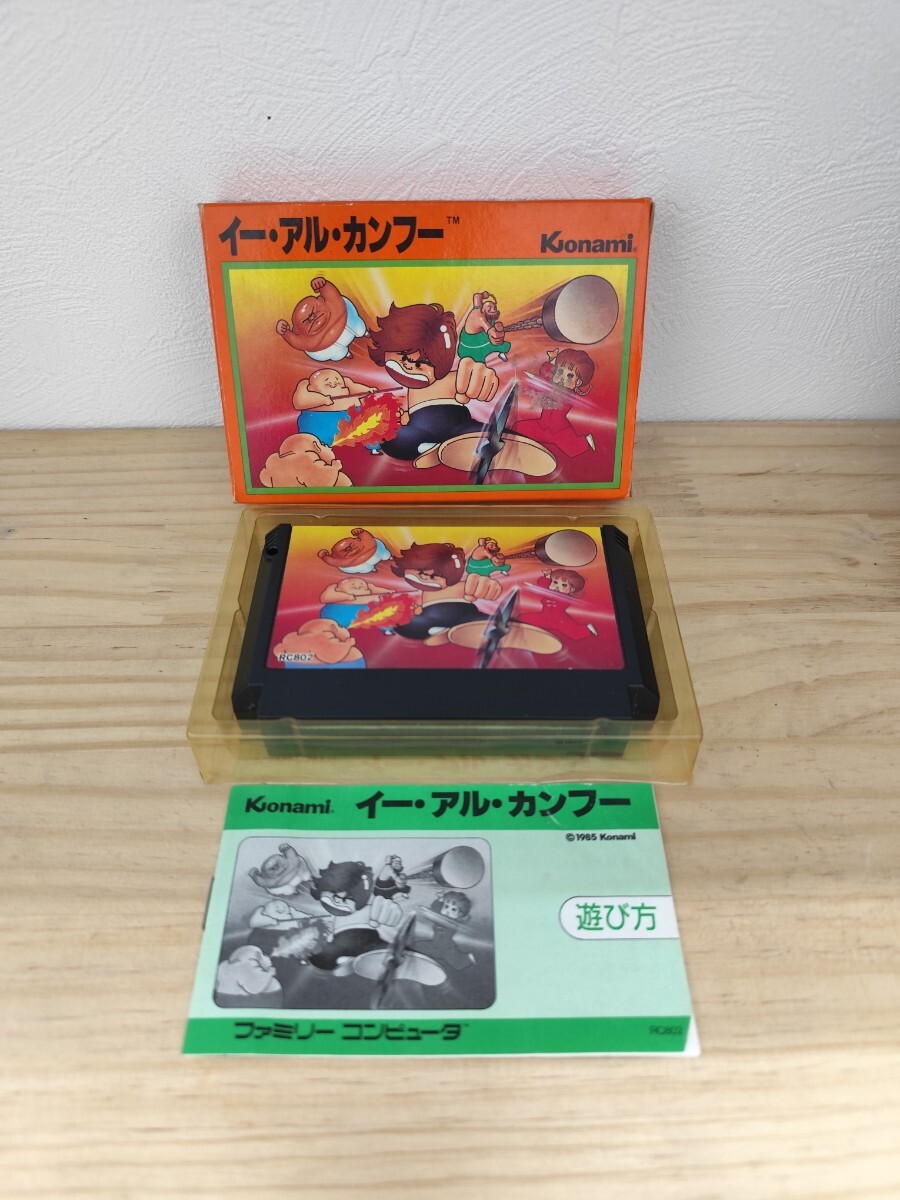 イー・アル・カンフー™
Konami®
RC802
Konami® イー・アル・カンフー
©1985 Konami
遊び方
ファミリー コンピュータ™
RC802